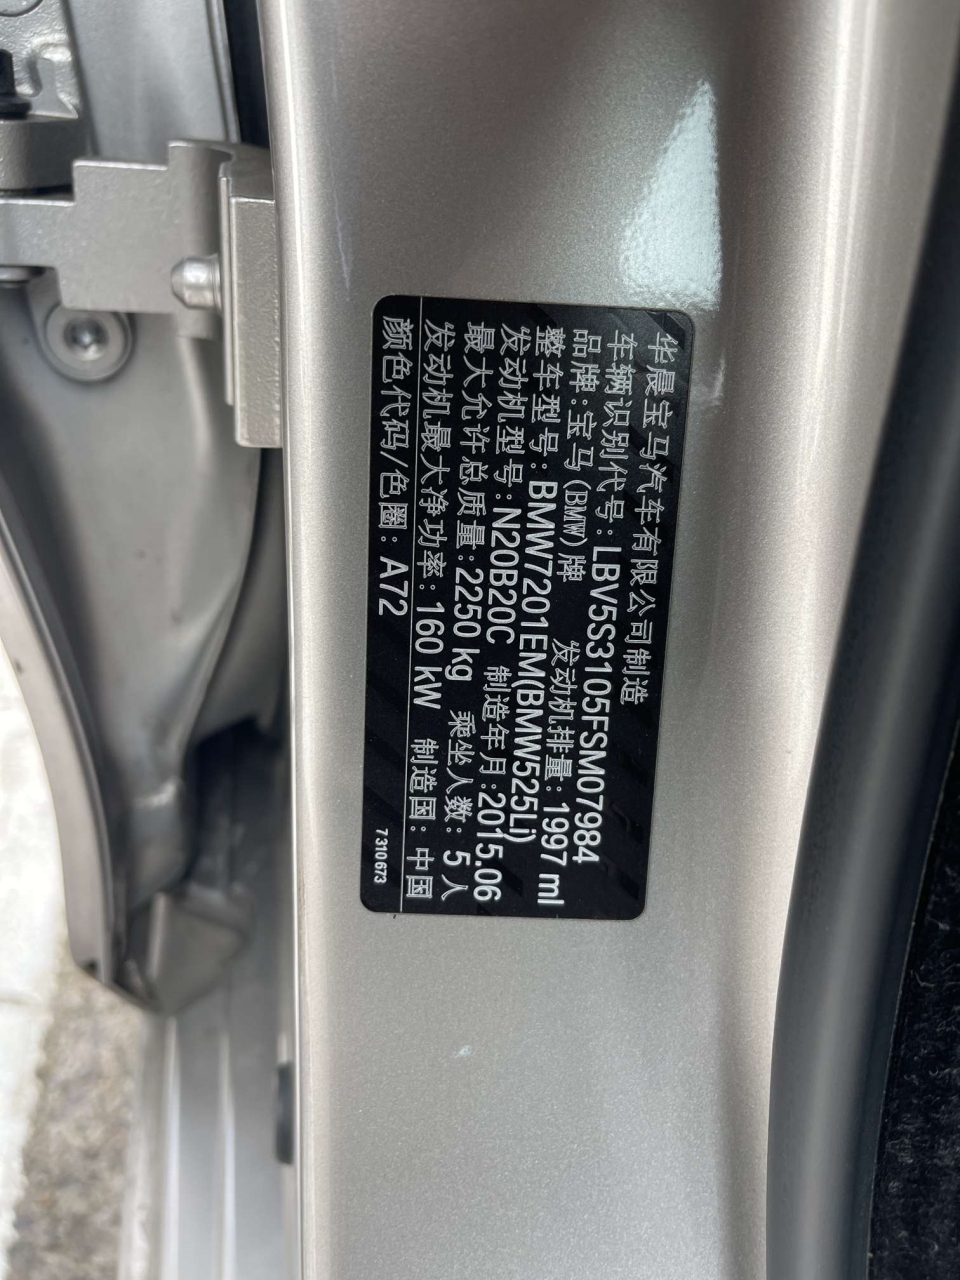 华晨宝马汽车有限公司制造
车辆识别代号：LBV5S3105FSM07984
品牌：宝马(BMW)牌 发动机排量：1997 ml
整车型号：BMW7201EM(BMW525Li)
发动机型号：N20B20C 制造年月：2015.06
最大允许总质量：2250 kg 乘坐人数：5 人
发动机最大净功率：160 kW 制造国：中国
颜色代码/色圈：A72
7 310 673